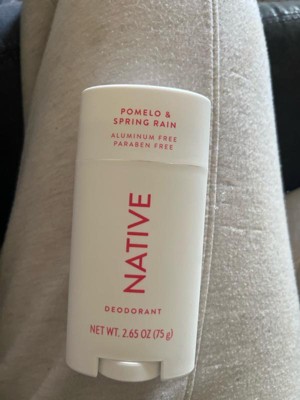 POMELO &
SPRING RAIN
ALUMINUM FREE
PARABEN FREE
NATIVE
DEODORANT
NET WT. 2.65 OZ (75 g)